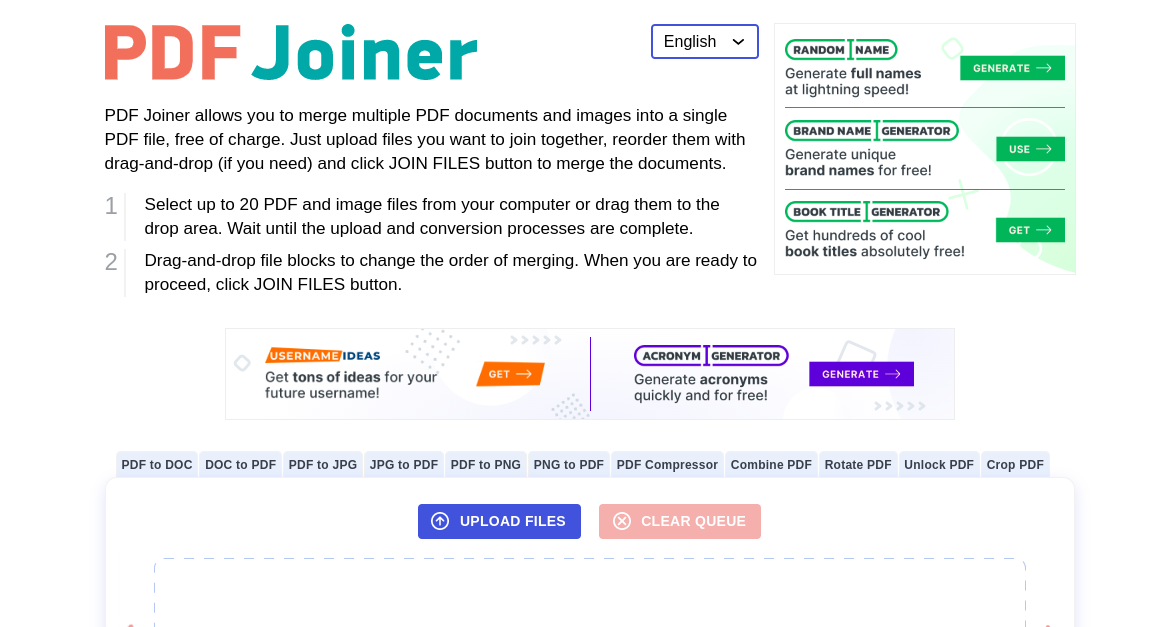 PDF Joiner
English
PDF Joiner allows you to merge multiple PDF documents and images into a single
PDF file, free of charge. Just upload files you want to join together, reorder them with
drag-and-drop (if you need) and click JOIN FILES button to merge the documents.
1
Select up to 20 PDF and image files from your computer or drag them to the
drop area. Wait until the upload and conversion processes are complete.
2
Drag-and-drop file blocks to change the order of merging. When you are ready to
proceed, click JOIN FILES button.
RANDOM NAME
Generate full names
at lightning speed!
GENERATE
BRAND NAME GENERATOR
Generate unique
brand names for free!
USE
BOOK TITLE GENERATOR
Get hundreds of cool
book titles absolutely free!
GET
USERNAMEIDEAS
Get tons of ideas for your
future username!
GET
ACRONYM GENERATOR
Generate acronyms
quickly and for free!
GENERATE
PDF to DOC
DOC to PDF
PDF to JPG
JPG to PDF
PDF to PNG
PNG to PDF
PDF Compressor
Combine PDF
Rotate PDF
Unlock PDF
Crop PDF
UPLOAD FILES
CLEAR QUEUE